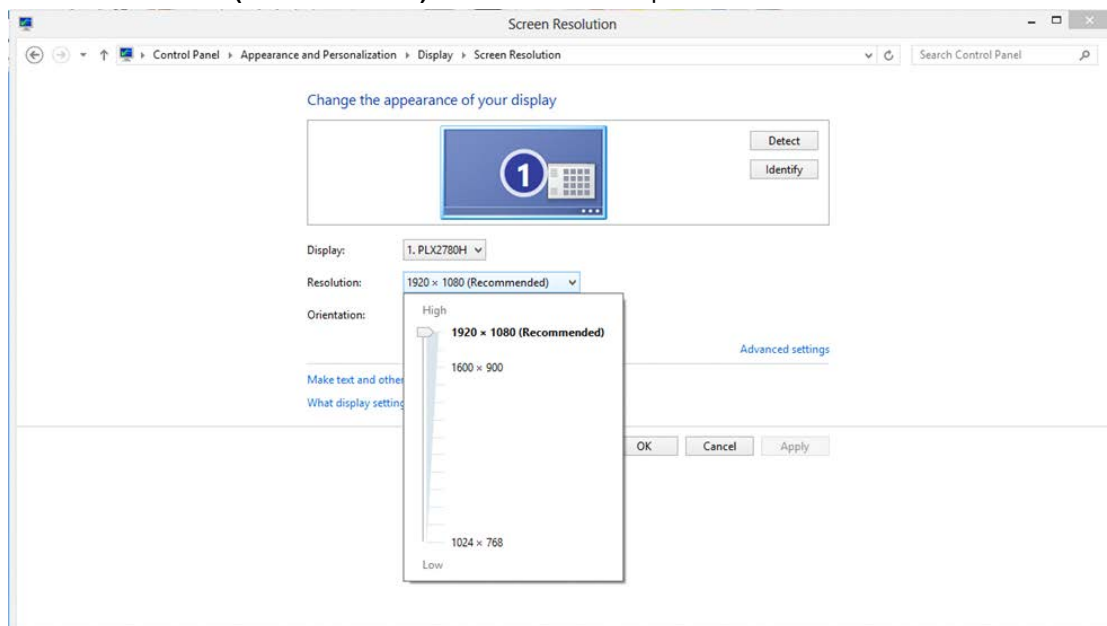 Screen Resolution
Control Panel ▸ Appearance and Personalization ▸ Display ▸ Screen Resolution
Search Control Panel
Change the appearance of your display
1
Detect
Identify
Display: 1. PLX2780H
Resolution: 1920 × 1080 (Recommended)
Orientation:
High
1920 × 1080 (Recommended)
1600 × 900
1024 × 768
Low
Advanced settings
Make text and other
What display setting
OK Cancel Apply